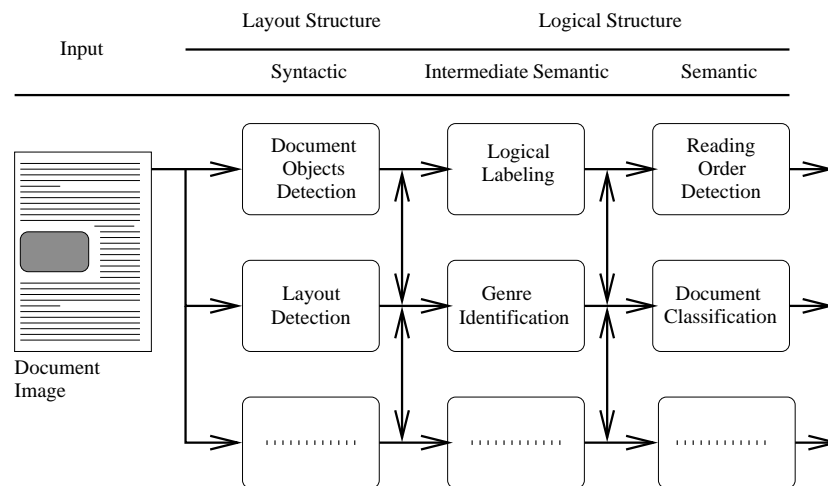 Layout Structure
Logical Structure
Input
Syntactic
Intermediate Semantic
Semantic
Document
Objects
Detection
Logical
Labeling
Reading
Order
Detection
Layout
Detection
Genre
Identification
Document
Classification
Document
Image